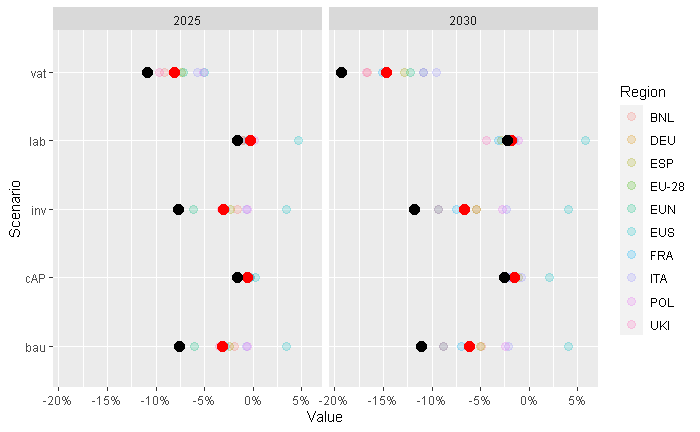 2025 2030
Scenario
vat
lab
inv
cAP
bau
-20% -15% -10% -5% 0% 5% -20% -15% -10% -5% 0% 5%
Value
Region
BNL
DEU
ESP
EU-28
EUN
EUS
FRA
ITA
POL
UKI